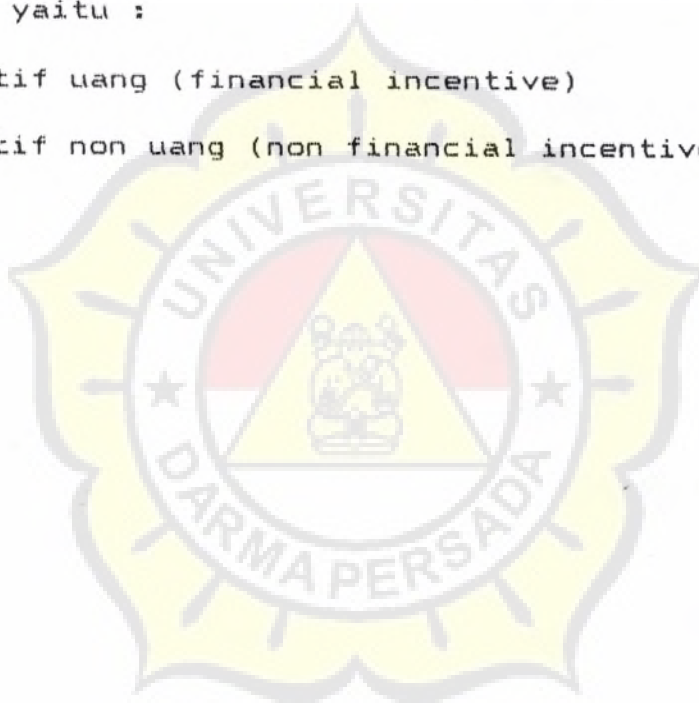 yaitu :
tif uang (financial incentive)
tif non uang (non financial incentive
UNIVERSITAS
DARMA PERSADA